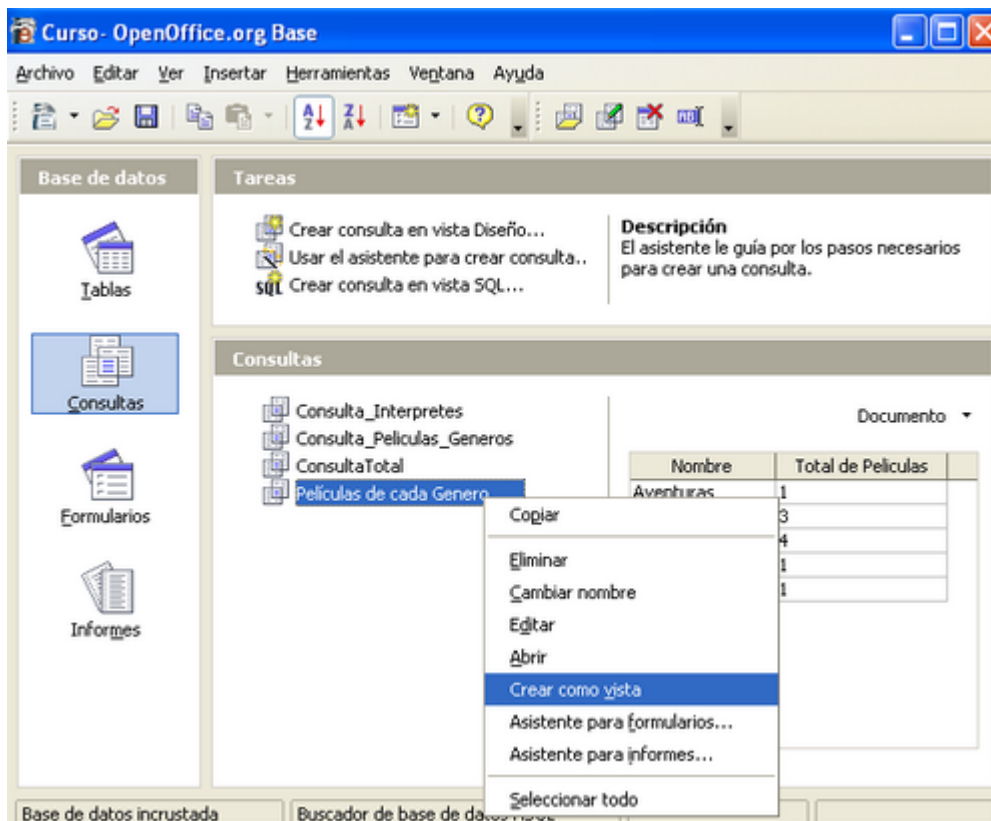 Curso- OpenOffice.org Base
Archivo Editar Ver Insertar Herramientas Ventana Ayuda
Base de datos
Tablas
Consultas
Formularios
Informes
Tareas
Crear consulta en vista Diseño...
Usar el asistente para crear consulta..
SQL Crear consulta en vista SQL...
Descripción
El asistente le guía por los pasos necesarios
para crear una consulta.
Consultas
Consulta_Interpretes
Consulta_Peliculas_Generos
ConsultaTotal
Películas de cada Genero
Documento
Nombre Total de Peliculas
Aventuras 1
3
4
1
1
Copiar
Eliminar
Cambiar nombre
Editar
Abrir
Crear como vista
Asistente para formularios...
Asistente para informes...
Seleccionar todo
Base de datos incrustada Buscador de base de datos HSQL